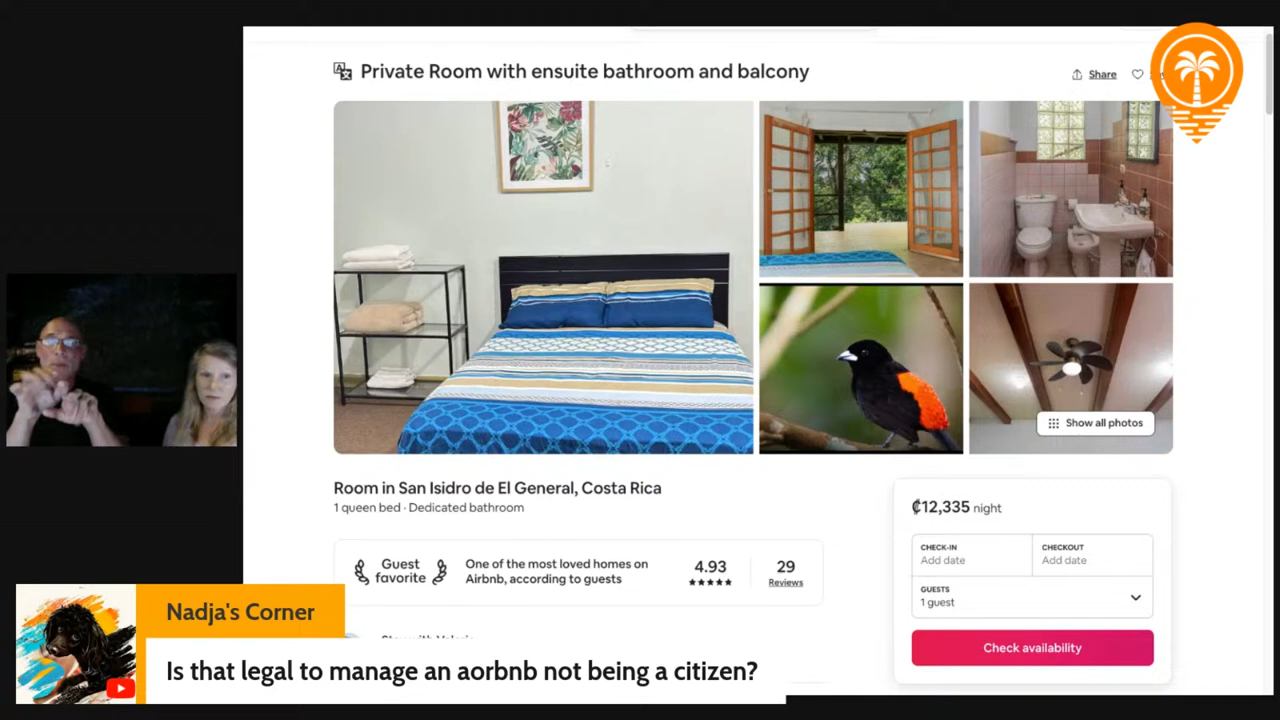 Private Room with ensuite bathroom and balcony
Share
Show all photos
Room in San Isidro de El General, Costa Rica
1 queen bed · Dedicated bathroom
₡12,335 night
CHECK-IN
Add date
CHECKOUT
Add date
GUESTS
1 guest
Check availability
Guest
favorite
One of the most loved homes on
Airbnb, according to guests
4.93
29
Reviews
Nadja's Corner
Is that legal to manage an aorbnb not being a citizen?